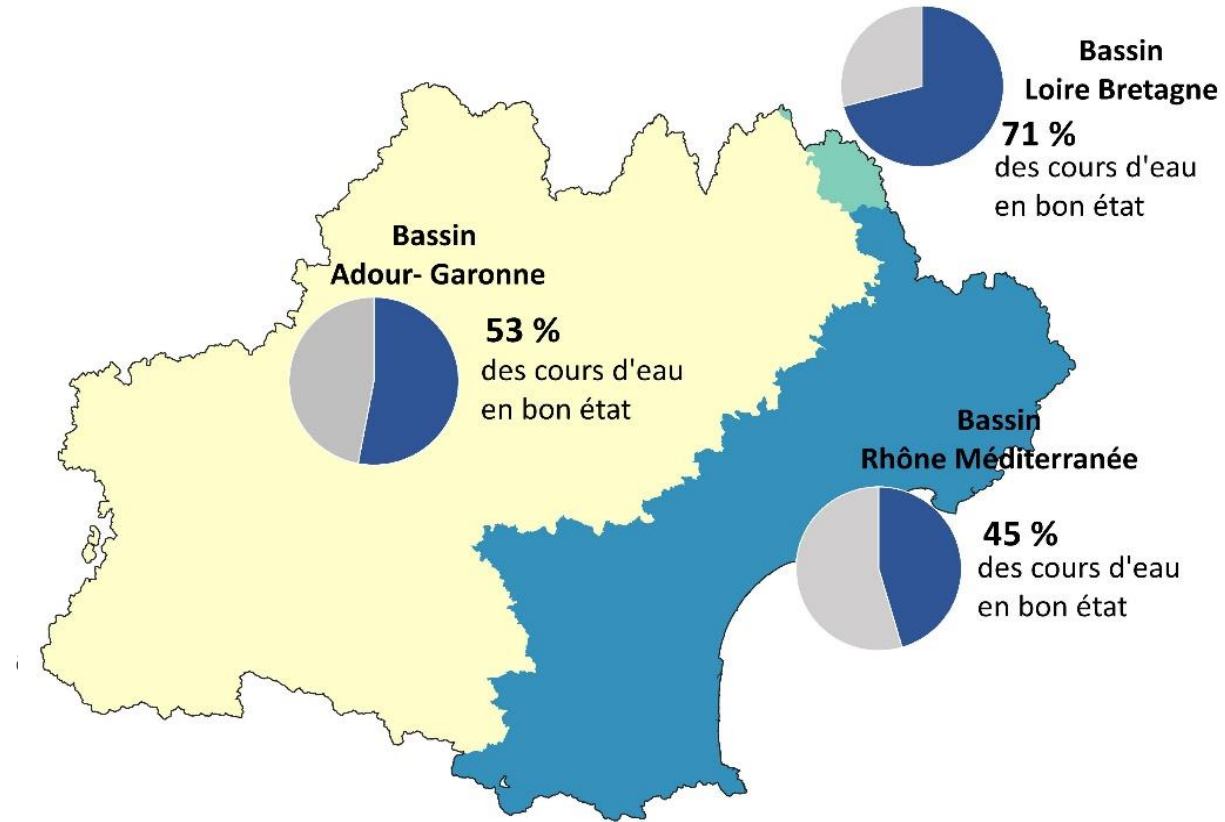 Bassin
Loire Bretagne
71 %
des cours d'eau
en bon état
Bassin
Adour- Garonne
53 %
des cours d'eau
en bon état
Bassin
Rhône Méditerranée
45 %
des cours d'eau
en bon état